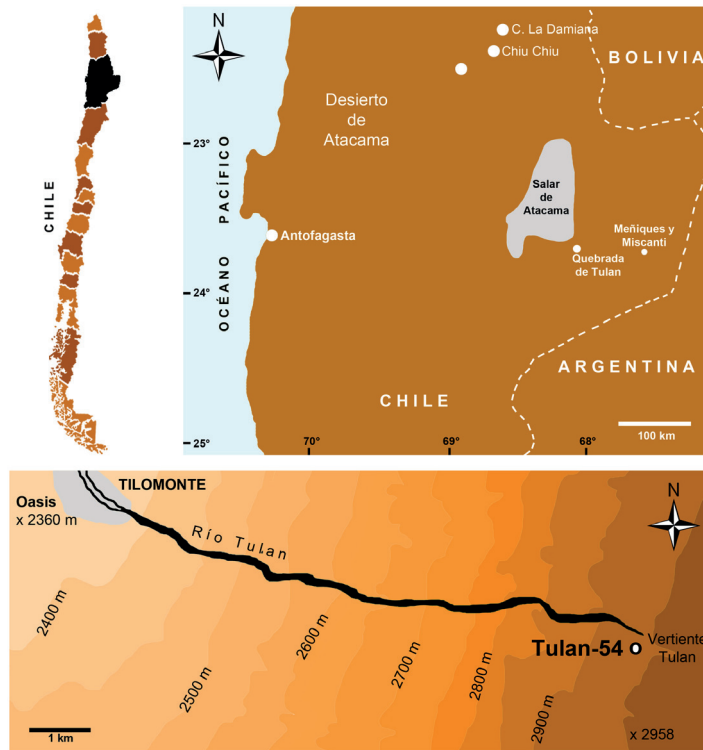 CHILE
N
C. La Damiana
Chiu Chiu
BOLIVIA
Desierto
de
Atacama
23°
OCÉANO PACÍFICO
Salar
de
Atacama
Antofagasta
Meñiques y
Miscanti
Quebrada
de Tulan
24°
ARGENTINA
CHILE
100 km
25°
70°
69°
68°
TILOMONTE
Oasis
x 2360 m
N
Río Tulan
2400 m
2500 m
2600 m
2700 m
2800 m
2900 m
Tulan-54
Vertiente
Tulan
1 km
x 2958